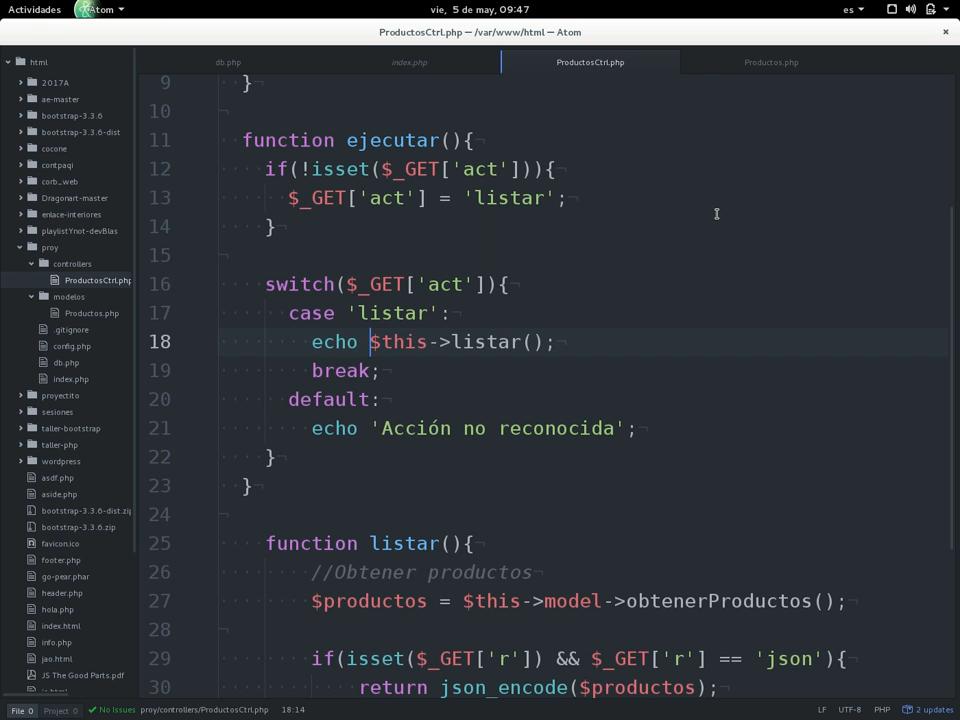 Actividades
Atom
vie, 5 de may, 09:47
es
ProductosCtrl.php — /var/www/html — Atom
html
2017A
ae-master
bootstrap-3.3.6
bootstrap-3.3.6-dist
cocone
contpaqi
corb_web
Dragonart-master
enlace-interiores
playlistYnot-devBlas
proy
controllers
ProductosCtrl.php
modelos
Productos.php
.gitignore
config.php
db.php
index.php
proyectito
sesiones
taller-bootstrap
taller-php
wordpress
asdf.php
aside.php
bootstrap-3.3.6-dist.zip
bootstrap-3.3.6.zip
favicon.ico
footer.php
go-pear.phar
header.php
hola.php
index.html
info.php
jao.html
JS The Good Parts.pdf
db.php
index.php
ProductosCtrl.php
Productos.php
9 }
10
11 function ejecutar(){
12 if(!isset($_GET['act'])){
13 $_GET['act'] = 'listar';
14 }
15
16 switch($_GET['act']){
17 case 'listar':
18 echo $this->listar();
19 break;
20 default:
21 echo 'Acción no reconocida';
22 }
23 }
24
25 function listar(){
26 //Obtener productos
27 $productos = $this->model->obtenerProductos();
28
29 if(isset($_GET['r']) && $_GET['r'] == 'json'){
30 return json_encode($productos);
File 0
Project 0
No Issues
proy/controllers/ProductosCtrl.php
18:14
LF
UTF-8
PHP
2 updates